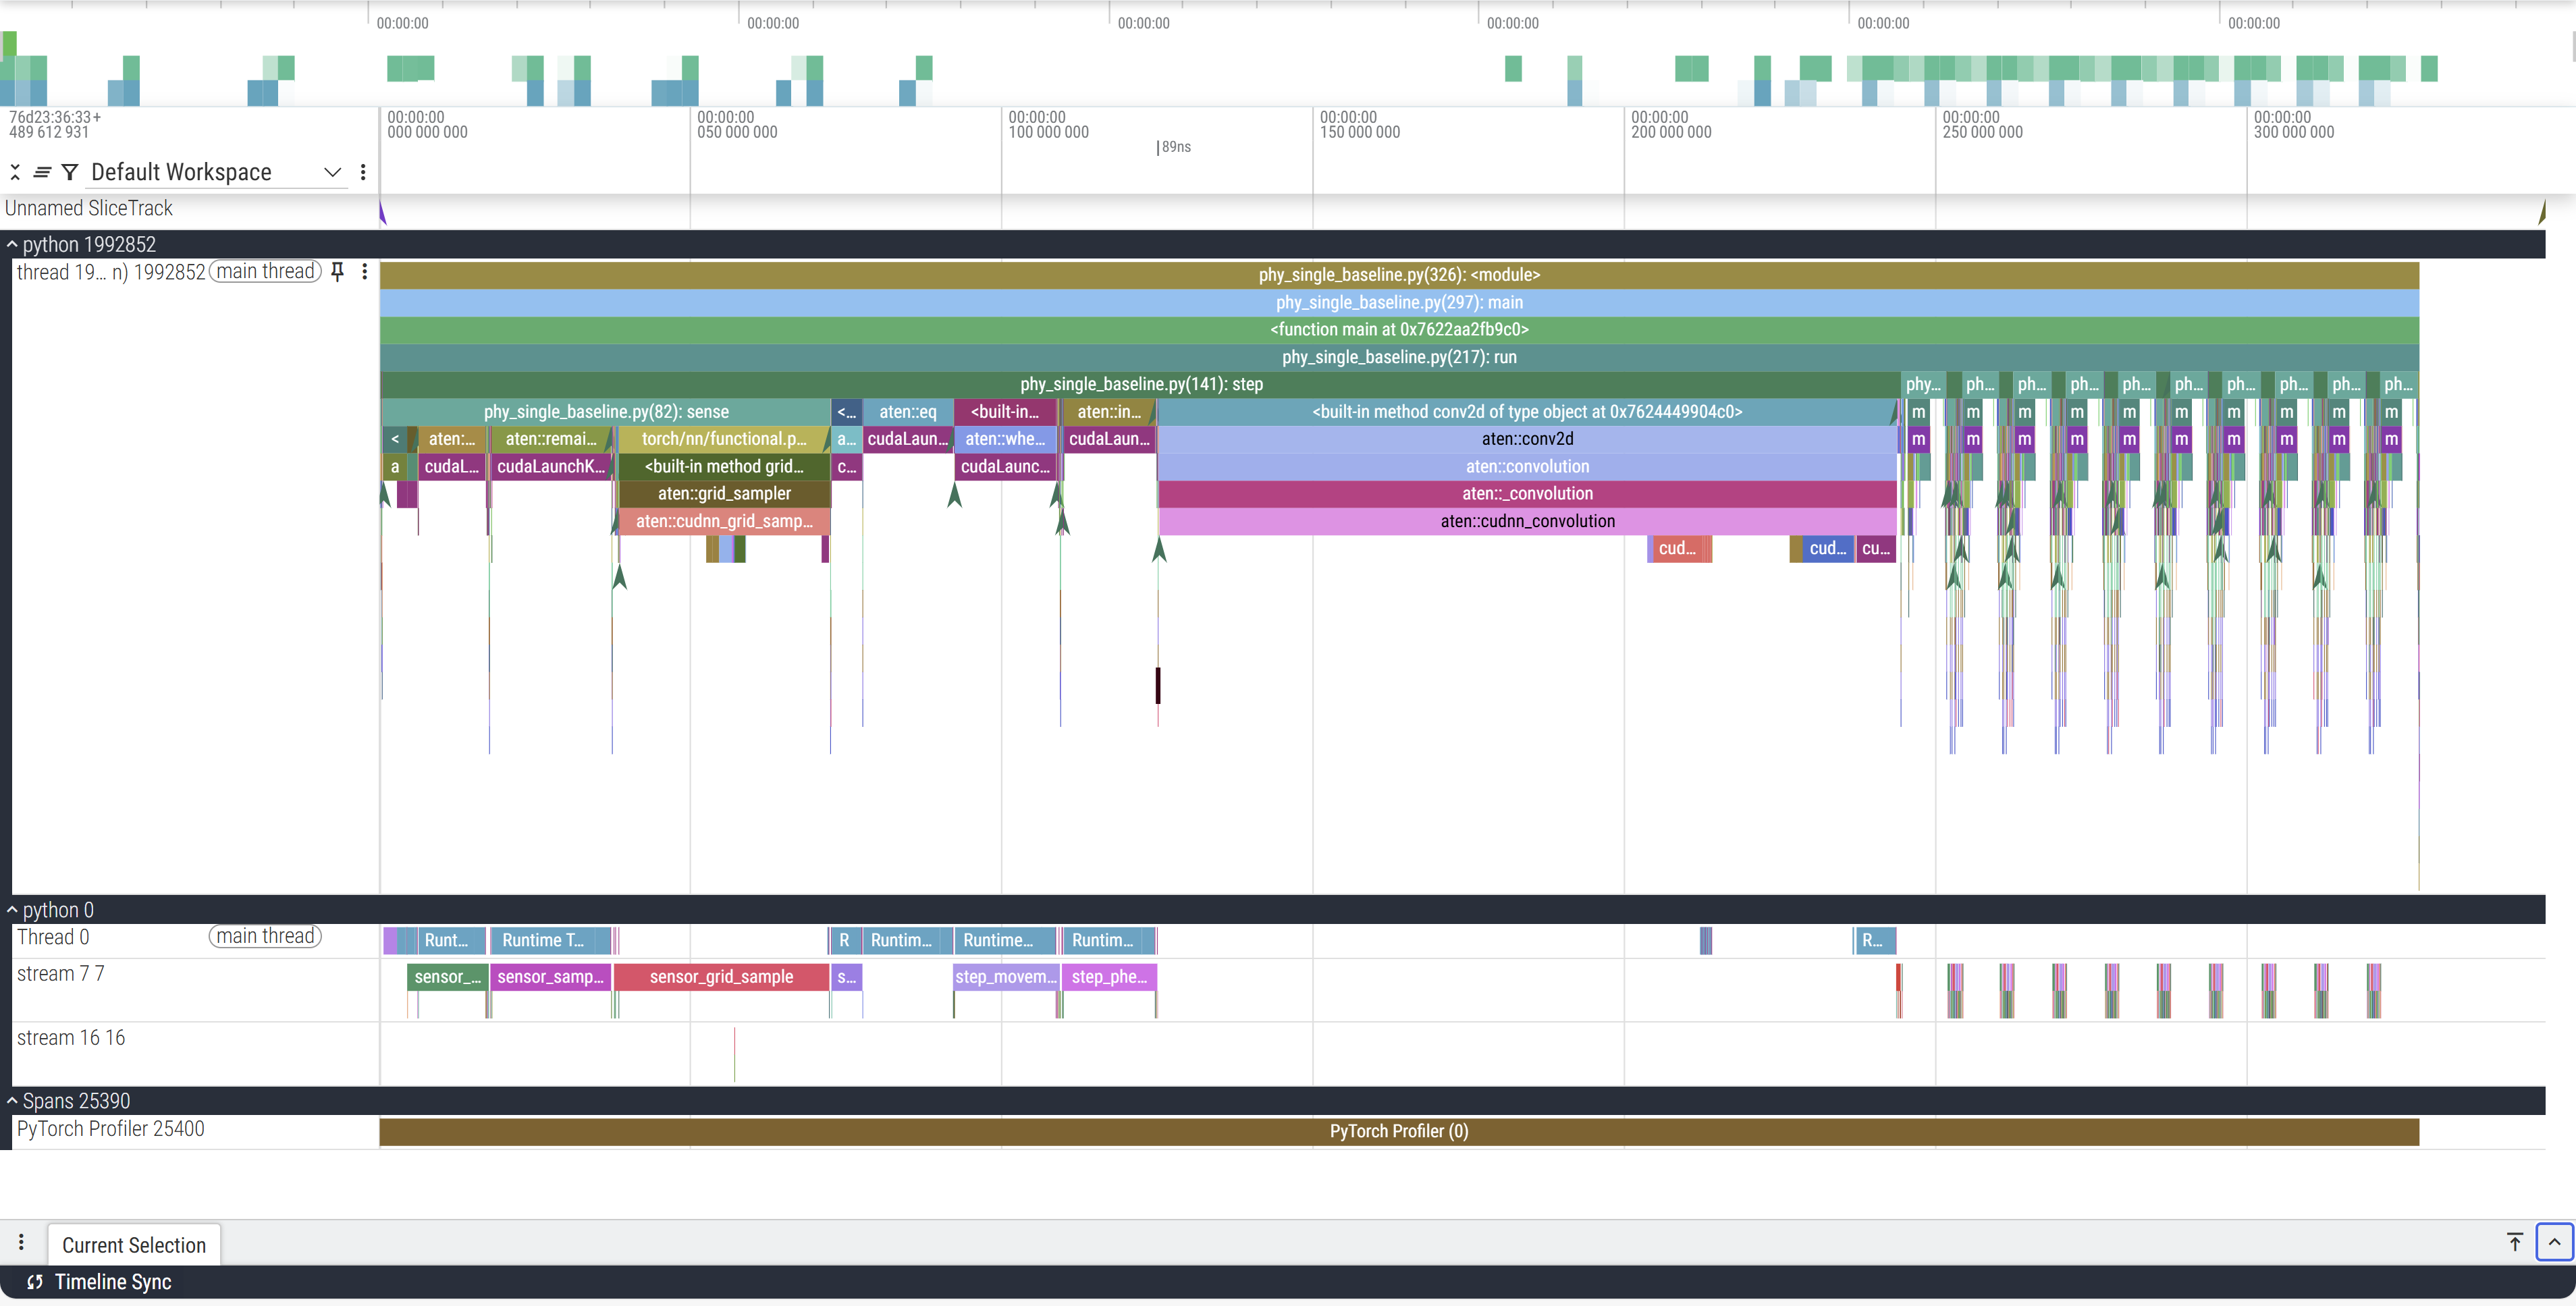 00:00:00 00:00:00 00:00:00 00:00:00 00:00:00 00:00:00
76d23:36:33+ 00:00:00 00:00:00 00:00:00 00:00:00 00:00:00 00:00:00 00:00:00
489 612 931 000 000 000 050 000 000 100 000 000 150 000 000 200 000 000 250 000 000 300 000 000
89ns
Default Workspace
Unnamed SliceTrack
python 1992852
thread 19... n) 1992852 main thread
phy_single_baseline.py(326): <module>
phy_single_baseline.py(297): main
<function main at 0x7622aa2fb9c0>
phy_single_baseline.py(217): run
phy_single_baseline.py(141): step phy... ph... ph... ph... ph... ph... ph... ph... ph... ph...
phy_single_baseline.py(82): sense <... aten::eq <built-in... aten::in... <built-in method conv2d of type object at 0x7624449904c0> m m m m m m m m m m
< aten:... aten::remai... torch/nn/functional.p... a... cudaLaun... aten::whe... cudaLaun... aten::conv2d m m m m m m m m m m
a cudaL... cudaLaunchK... <built-in method grid... c... cudaLaunc... aten::convolution
aten::grid_sampler aten::_convolution
aten::cudnn_grid_samp... aten::cudnn_convolution
cud... cud... cu...
python 0
Thread 0 main thread Runt... Runtime T... R Runtim... Runtime... Runtim... R...
stream 7 7 sensor_... sensor_samp... sensor_grid_sample s... step_movem... step_phe...
stream 16 16
Spans 25390
PyTorch Profiler 25400 PyTorch Profiler (0)
Current Selection
Timeline Sync